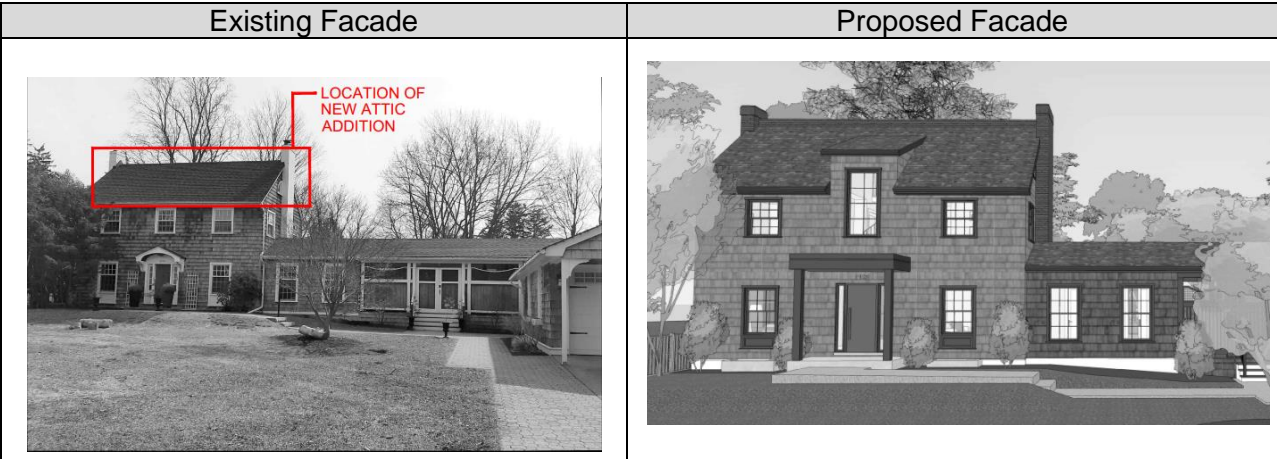 Existing Facade
Proposed Facade
LOCATION OF
NEW ATTIC
ADDITION